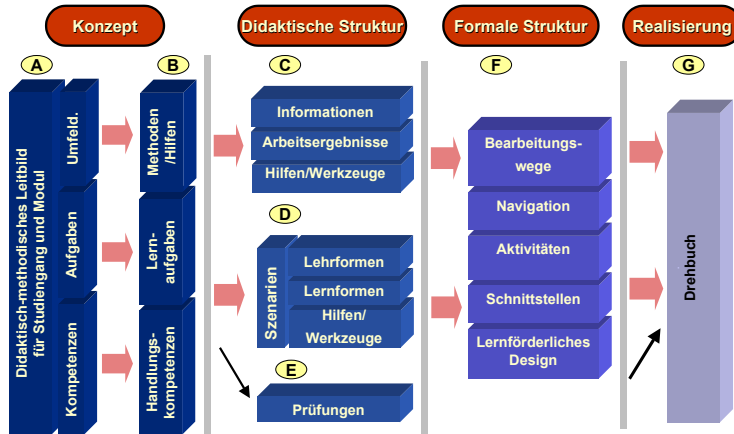 Konzept
Didaktische Struktur
Formale Struktur
Realisierung
A
B
C
F
G
Didaktisch-methodisches Leitbild
für Studiengang und Modul
Umfeld.
Aufgaben
Kompetenzen
Methoden
/Hilfen
Lern-
aufgaben
Handlungs-
kompetenzen
Informationen
Arbeitsergebnisse
Hilfen/Werkzeuge
D
Szenarien
Lehrformen
Lernformen
Hilfen/
Werkzeuge
E
Prüfungen
Bearbeitungs-
wege
Navigation
Aktivitäten
Schnittstellen
Lernförderliches
Design
Drehbuch